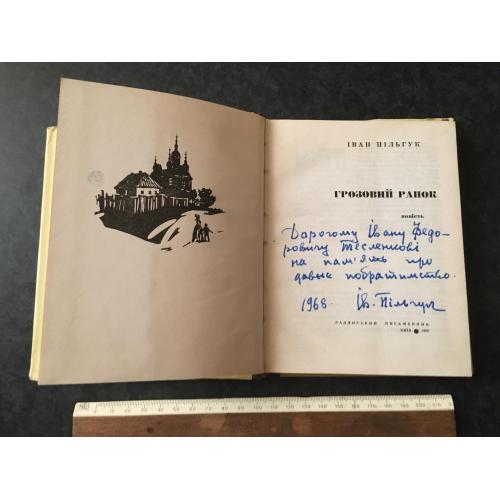 ІВАН ПІЛЬГУК
ГРОЗОВИЙ РАНОК
повість
Дорогому Івану Федо-
ровичу Тесленкові
на пам'ять про
давнє побратимство.
1968. Ів. Пільгук
РАДЯНСЬКИЙ ПИСЬМЕННИК
КИЇВ